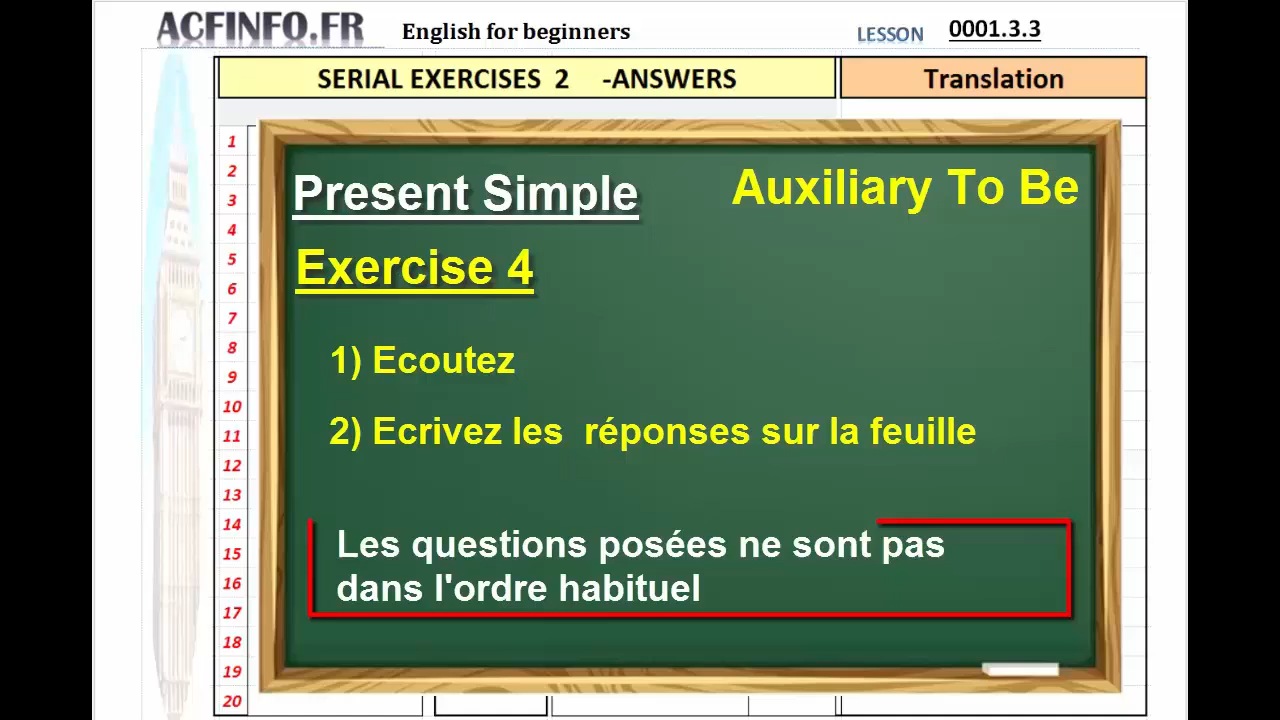 ACFINFO.FR English for beginners LESSON 0001.3.3
SERIAL EXERCISES 2 -ANSWERS Translation
1
2
3
4
5
6
7
8
9
10
11
12
13
14
15
16
17
18
19
20
Present Simple Auxiliary To Be
Exercise 4
1) Ecoutez
2) Ecrivez les réponses sur la feuille
Les questions posées ne sont pas
dans l'ordre habituel